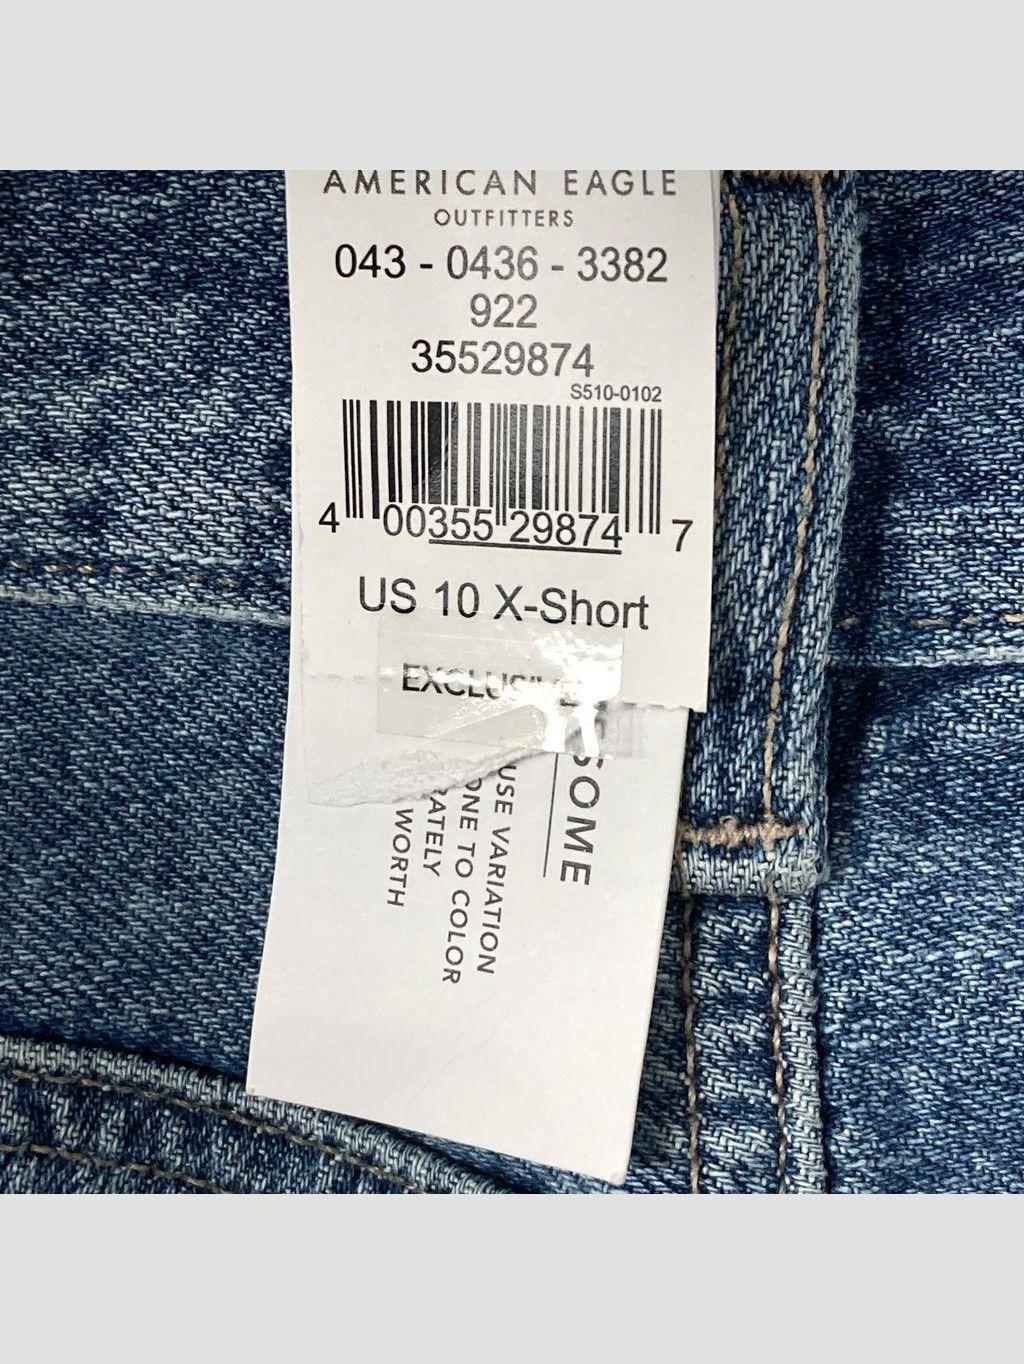 AMERICAN EAGLE
OUTFITTERS
043 - 0436 - 3382
922
35529874
S510-0102
4 00355 29874 7
US 10 X-Short
EXCLUSIVE
SOME
USE VARIATION
ONE TO COLOR
RATELY
WORTH